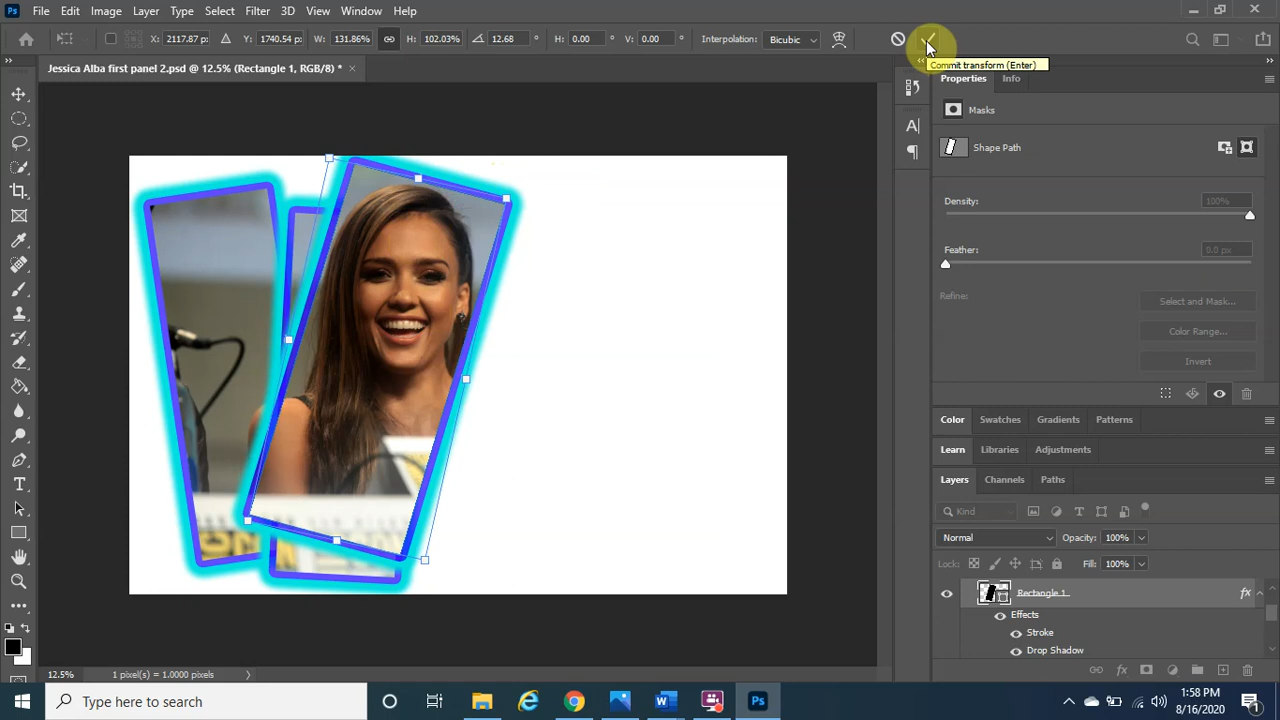 Ps File Edit Image Layer Type Select Filter 3D View Window Help
X: 2117.87 px Y: 1740.54 px W: 131.86% H: 102.03% 12.68 ° H: 0.00 ° V: 0.00 ° Interpolation: Bicubic
Commit transform (Enter)
Jessica Alba first panel 2.psd @ 12.5% (Rectangle 1, RGB/8) *
Properties Info
Masks
Shape Path
Density: 100%
Feather: 0.0 px
Refine: Select and Mask...
Color Range...
Invert
Color Swatches Gradients Patterns
Learn Libraries Adjustments
Layers Channels Paths
Kind
Normal Opacity: 100%
Lock: Fill: 100%
Rectangle 1 fx
Effects
Stroke
Drop Shadow
12.5% 1 pixel(s) = 1.0000 pixels
Type here to search
1:58 PM
8/16/2020